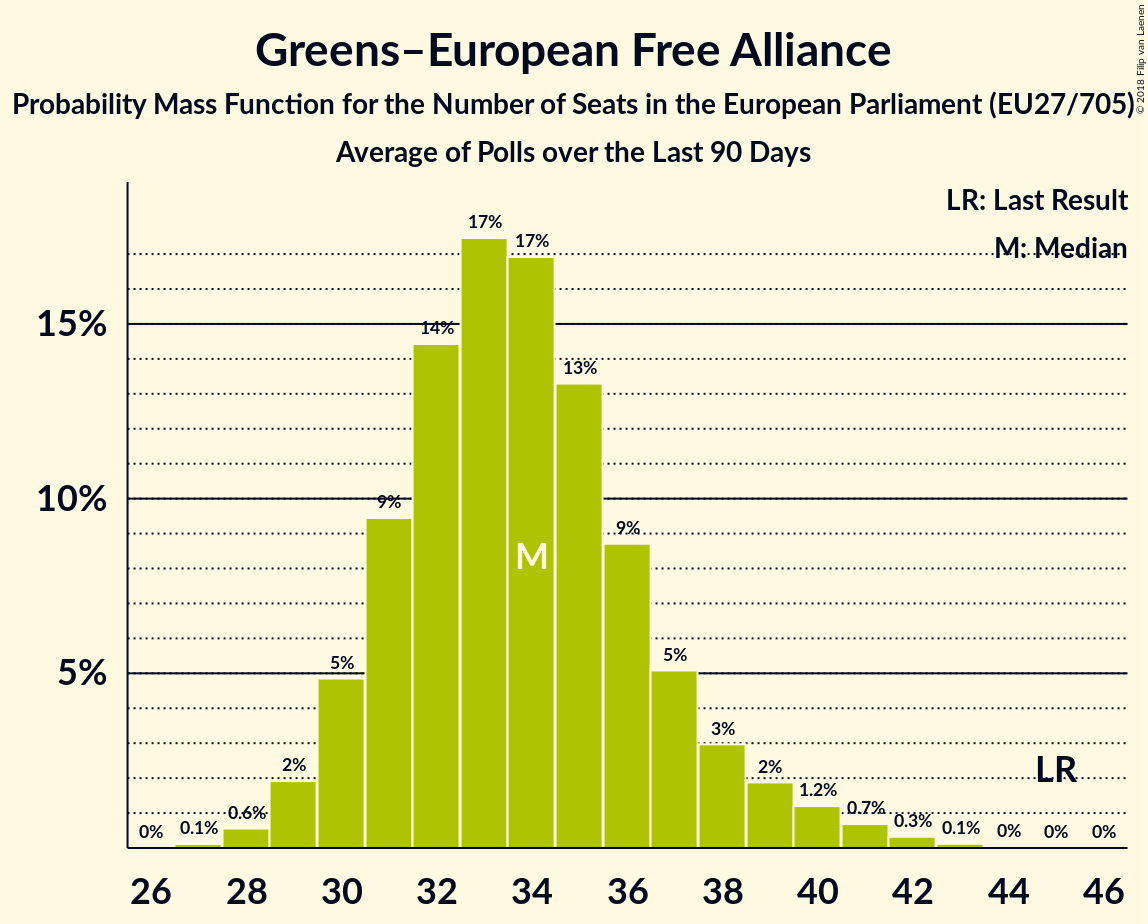 Greens–European Free Alliance
Probability Mass Function for the Number of Seats in the European Parliament (EU27/705)
Average of Polls over the Last 90 Days
© 2018 Filip van Laenen
LR: Last Result
M: Median
15%
10%
5%
0%
0.1%
0.6%
2%
5%
9%
14%
17%
17%
13%
9%
5%
3%
2%
1.2%
0.7%
0.3%
0.1%
0%
0%
0%
M
LR
26 28 30 32 34 36 38 40 42 44 46